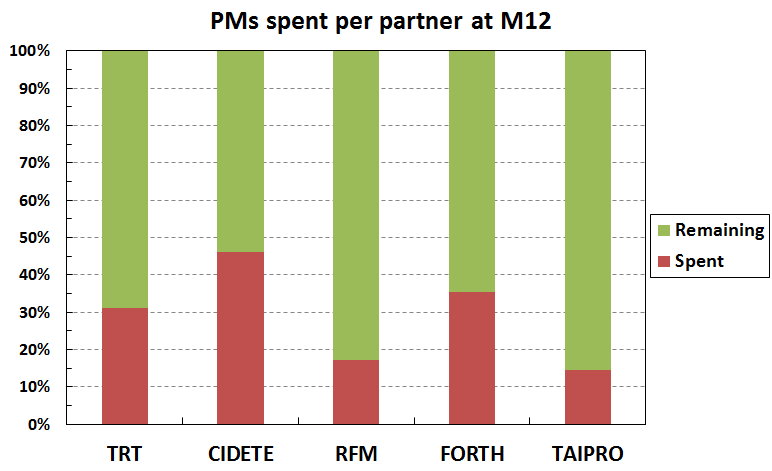 PMs spent per partner at M12
100%
90%
80%
70%
60%
50%
40%
30%
20%
10%
0%
TRT CIDETE RFM FORTH TAIPRO
Remaining
Spent